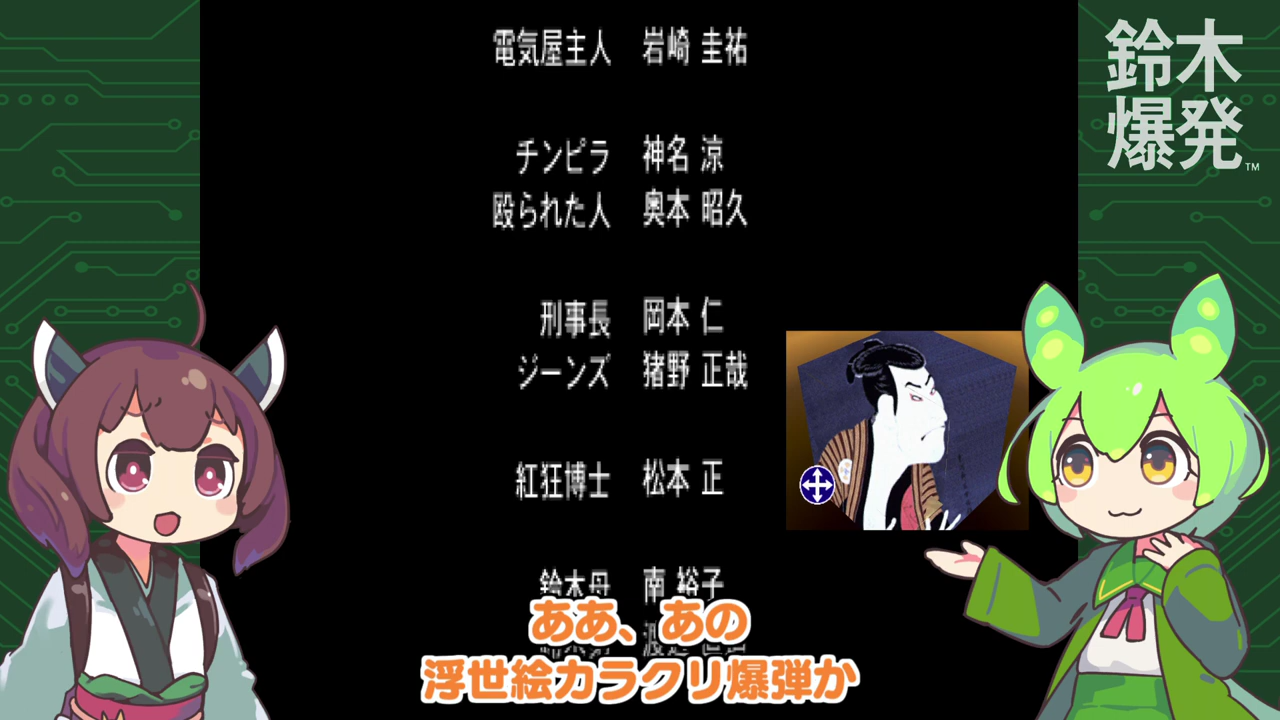 電気屋主人 岩崎 圭祐
チンピラ 神名 涼
殴られた人 奥本 昭久
刑事長 岡本 仁
ジーンズ 猪野 正哉
紅狂博士 松本 正
鈴木母 南 裕子
ああ、あの
浮世絵カラクリ爆弾か
鈴木
爆発™